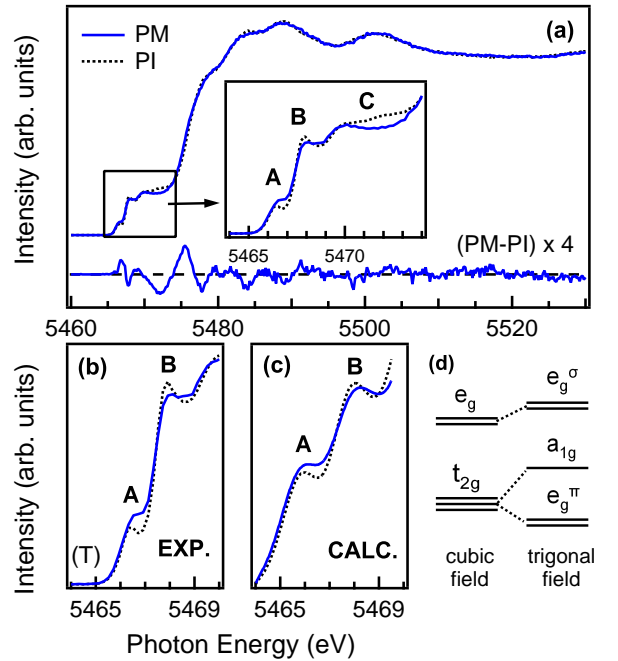 (a)
PM
PI
Intensity (arb. units)
A
B
C
5465
5470
(PM-PI) x 4
5460
5480
5500
5520
(b)
B
A
(T)
EXP.
5465
5469
Intensity (arb. units)
(c)
B
A
CALC.
5465
5469
Photon Energy (eV)
(d)
e_g
e_g^σ
t_2g
a_1g
e_g^π
cubic
field
trigonal
field